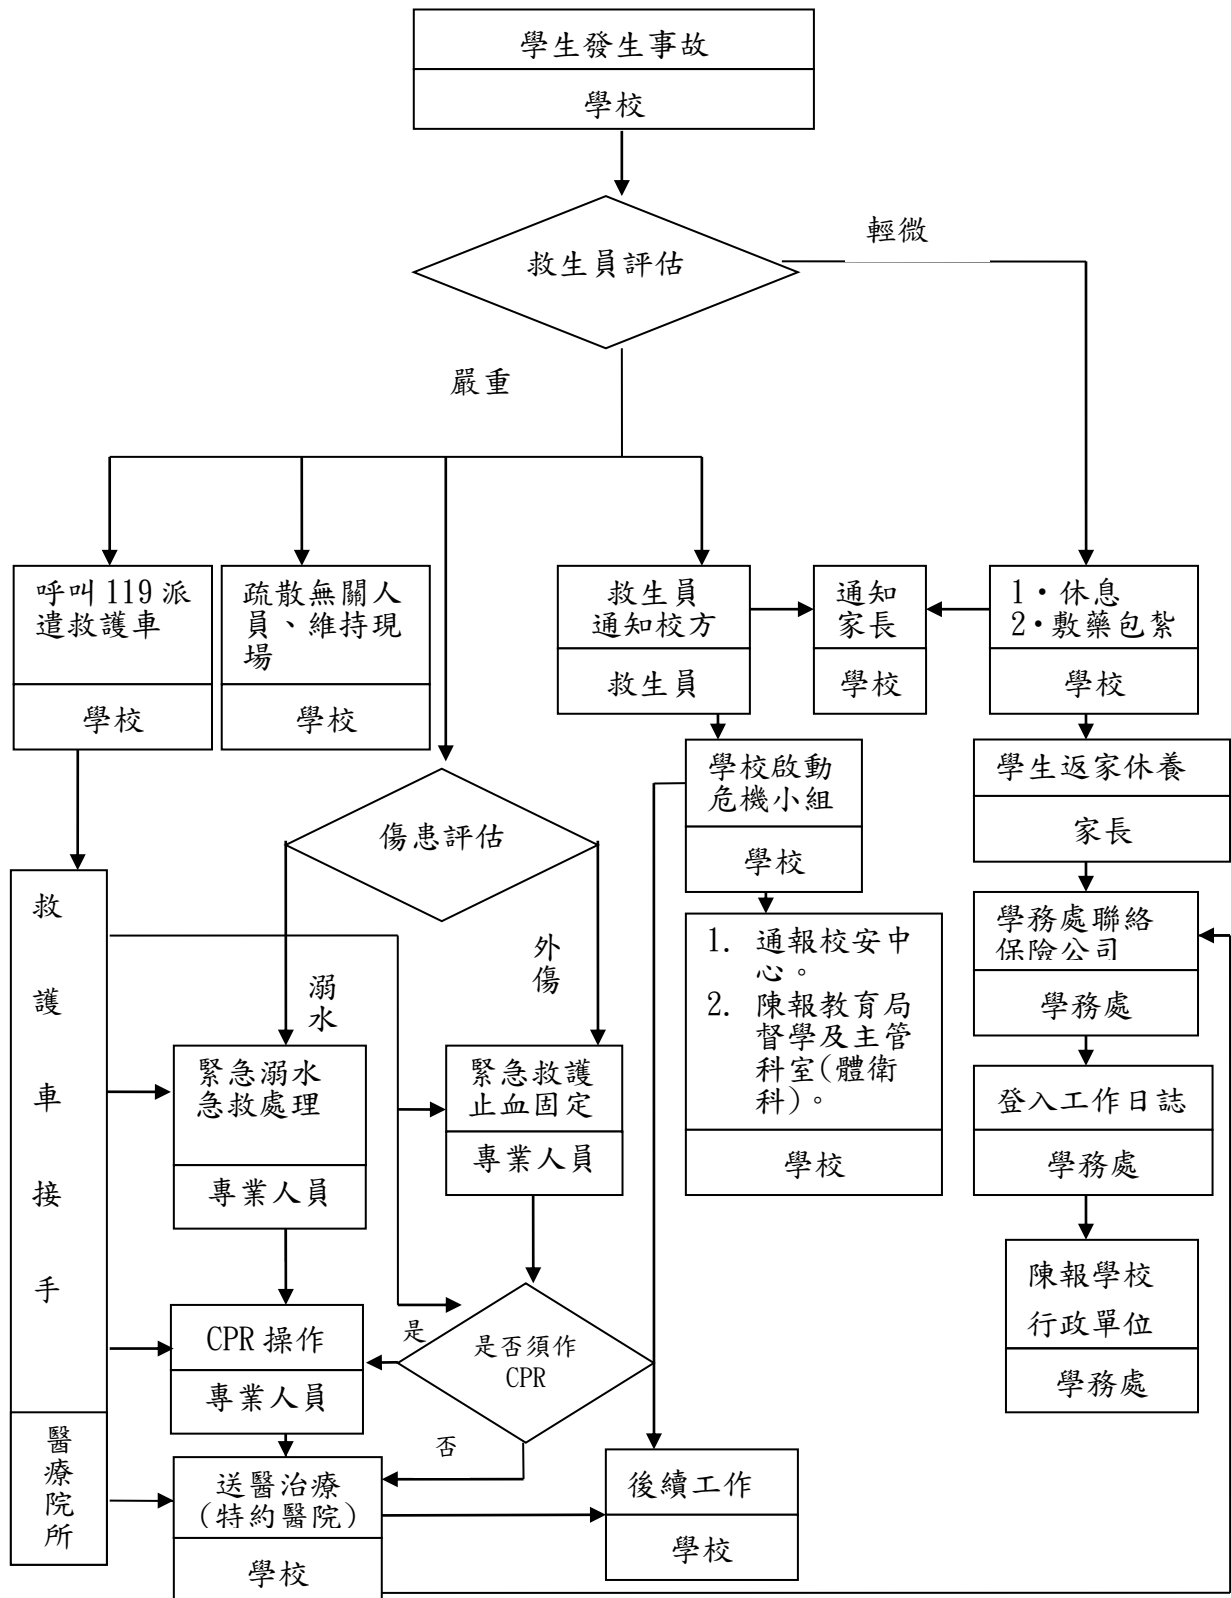 學生發生事故
學校
救生員評估
輕微
嚴重
呼叫 119 派
遣救護車
學校
疏散無關人
員、維持現
場
學校
救生員
通知校方
救生員
通知
家長
學校
1‧休息
2‧敷藥包紮
學校
學校啟動
危機小組
學校
學生返家休養
家長
傷患評估
溺
水
外
傷
救
護
車
接
手
醫
療
院
所
緊急溺水
急救處理
專業人員
緊急救護
止血固定
專業人員
1. 通報校安中
心。
2. 陳報教育局
督學及主管
科室(體衛
科)。
學校
學務處聯絡
保險公司
學務處
登入工作日誌
學務處
陳報學校
行政單位
學務處
CPR 操作
專業人員
是
是否須作
CPR
否
送醫治療
(特約醫院)
學校
後續工作
學校